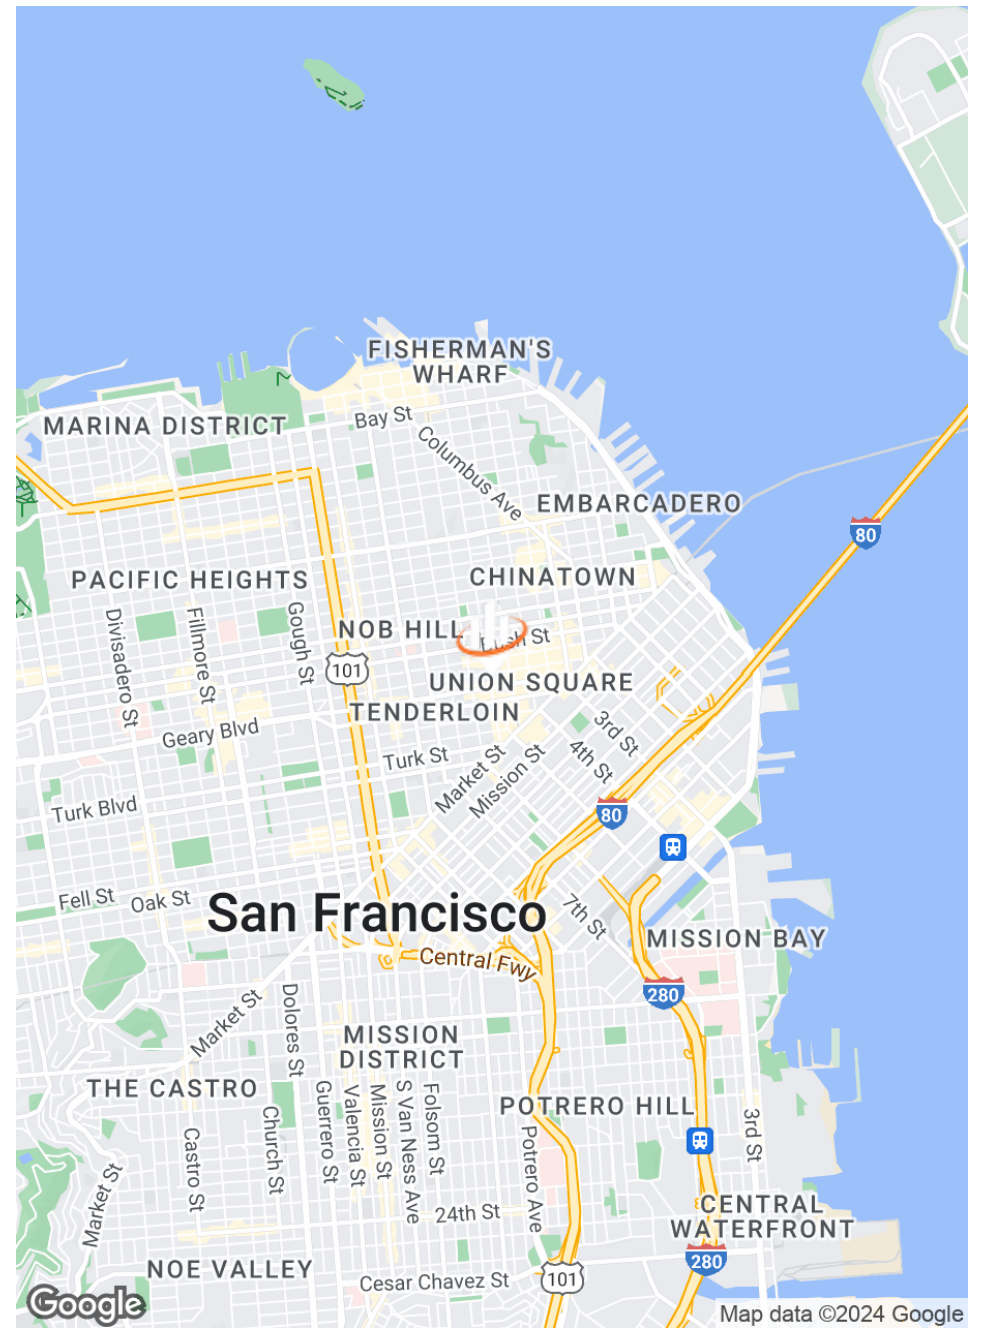 FISHERMAN'S
WHARF
MARINA DISTRICT
Bay St
Columbus Ave
EMBARCADERO
80
CHINATOWN
PACIFIC HEIGHTS
Divisadero St
Fillmore St
Gough St
NOB HILL
Bush St
101
UNION SQUARE
TENDERLOIN
Geary Blvd
3rd St
4th St
Turk St
Market St
Mission St
Turk Blvd
80
Fell St
Oak St
San Francisco
7th St
MISSION BAY
Central Fwy
280
Market St
Dolores St
MISSION
DISTRICT
THE CASTRO
Guerrero St
Valencia St
Mission St
S Van Ness Ave
Folsom St
POTRERO HILL
3rd St
Church St
Castro St
Potrero Ave
Market St
24th St
CENTRAL
WATERFRONT
NOE VALLEY
280
Cesar Chavez St
101
Google
Map data ©2024 Google